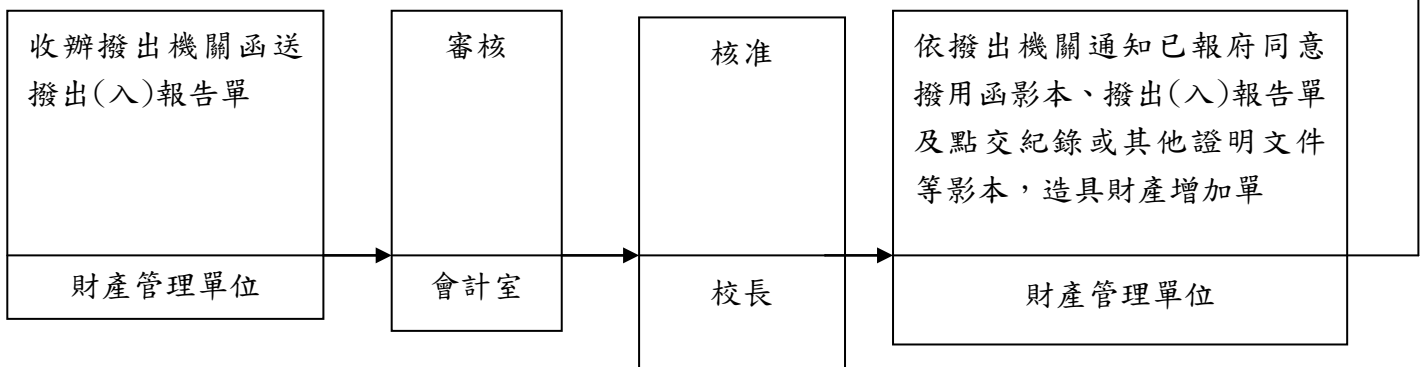 收辦撥出機關函送
撥出(入)報告單
財產管理單位
審核
會計室
核准
校長
依撥出機關通知已報府同意
撥用函影本、撥出(入)報告單
及點交紀錄或其他證明文件
等影本，造具財產增加單
財產管理單位